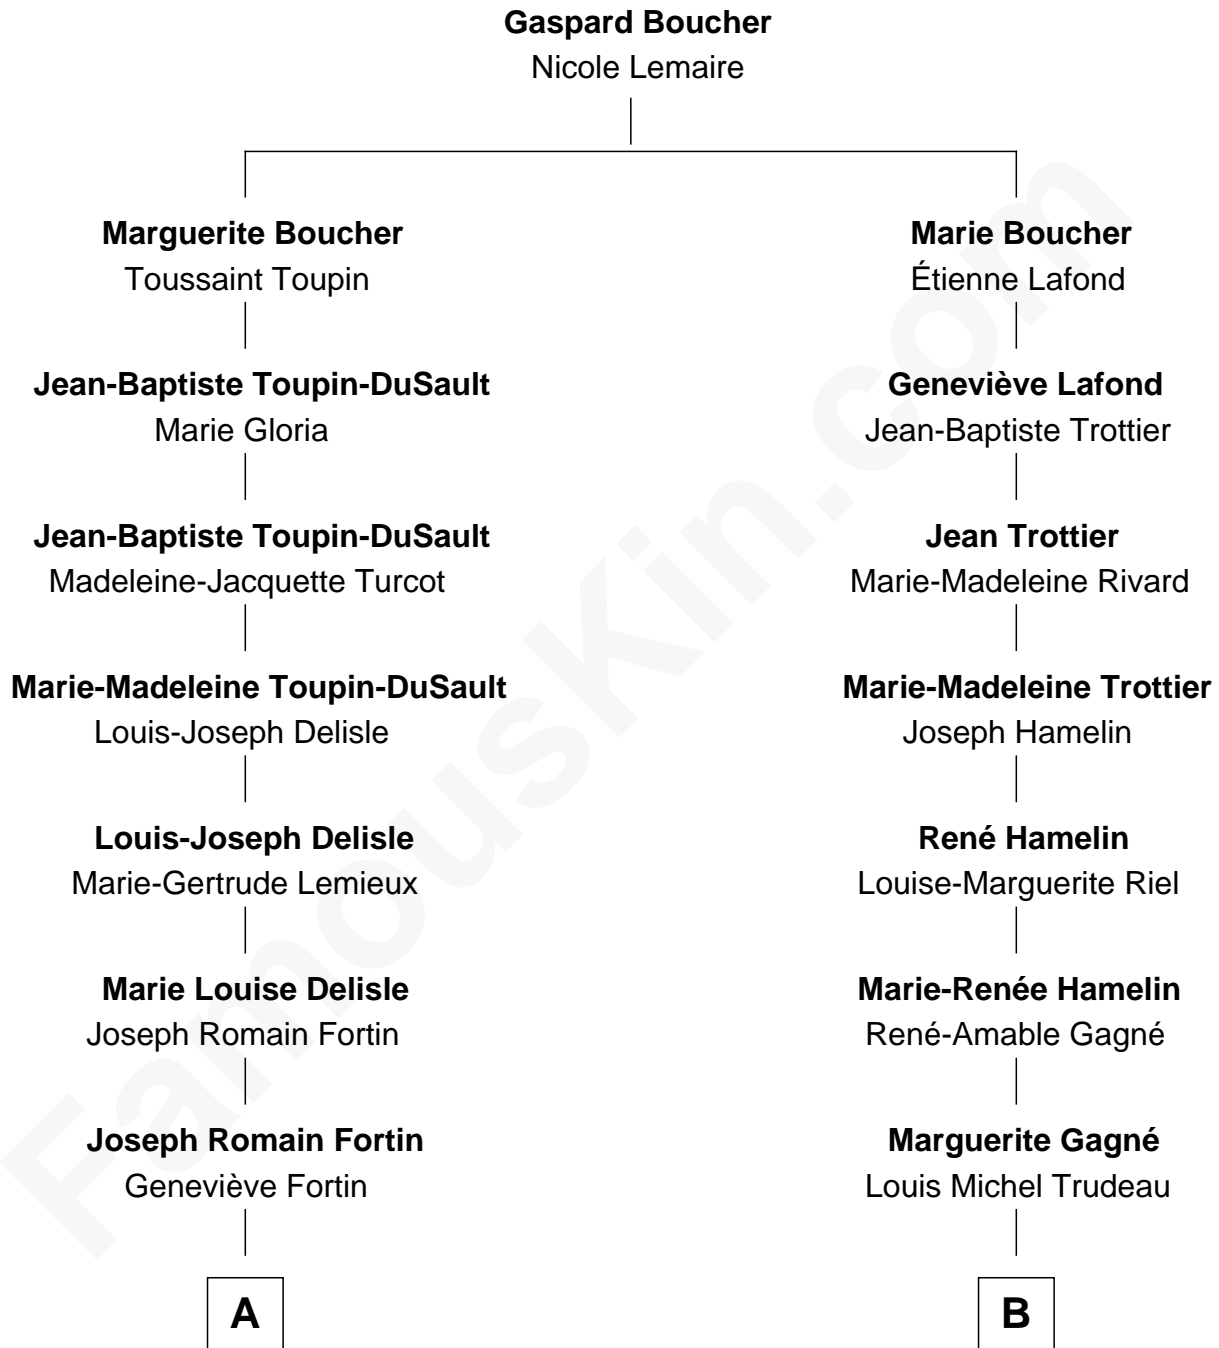 Gaspard Boucher
Nicole Lemaire
Marguerite Boucher
Toussaint Toupin
Marie Boucher
Étienne Lafond
Jean-Baptiste Toupin-DuSault
Marie Gloria
Geneviève Lafond
Jean-Baptiste Trottier
Jean-Baptiste Toupin-DuSault
Madeleine-Jacquette Turcot
Jean Trottier
Marie-Madeleine Rivard
Marie-Madeleine Toupin-DuSault
Louis-Joseph Delisle
Marie-Madeleine Trottier
Joseph Hamelin
Louis-Joseph Delisle
Marie-Gertrude Lemieux
René Hamelin
Louise-Marguerite Riel
Marie Louise Delisle
Joseph Romain Fortin
Marie-Renée Hamelin
René-Amable Gagné
Joseph Romain Fortin
Geneviève Fortin
Marguerite Gagné
Louis Michel Trudeau
A
B
FamousKin.com